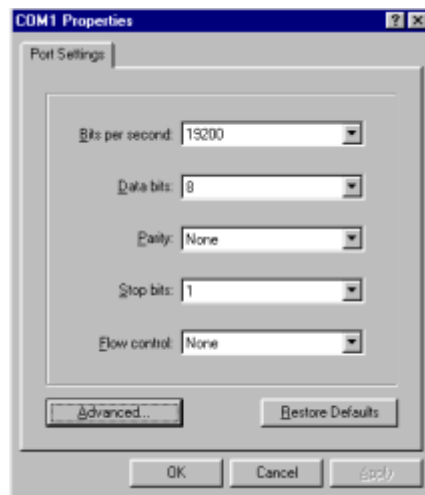 COM1 Properties
Port Settings
Bits per second: 19200
Data bits: 8
Parity: None
Stop bits: 1
Flow control: None
Advanced... Restore Defaults
OK Cancel Apply